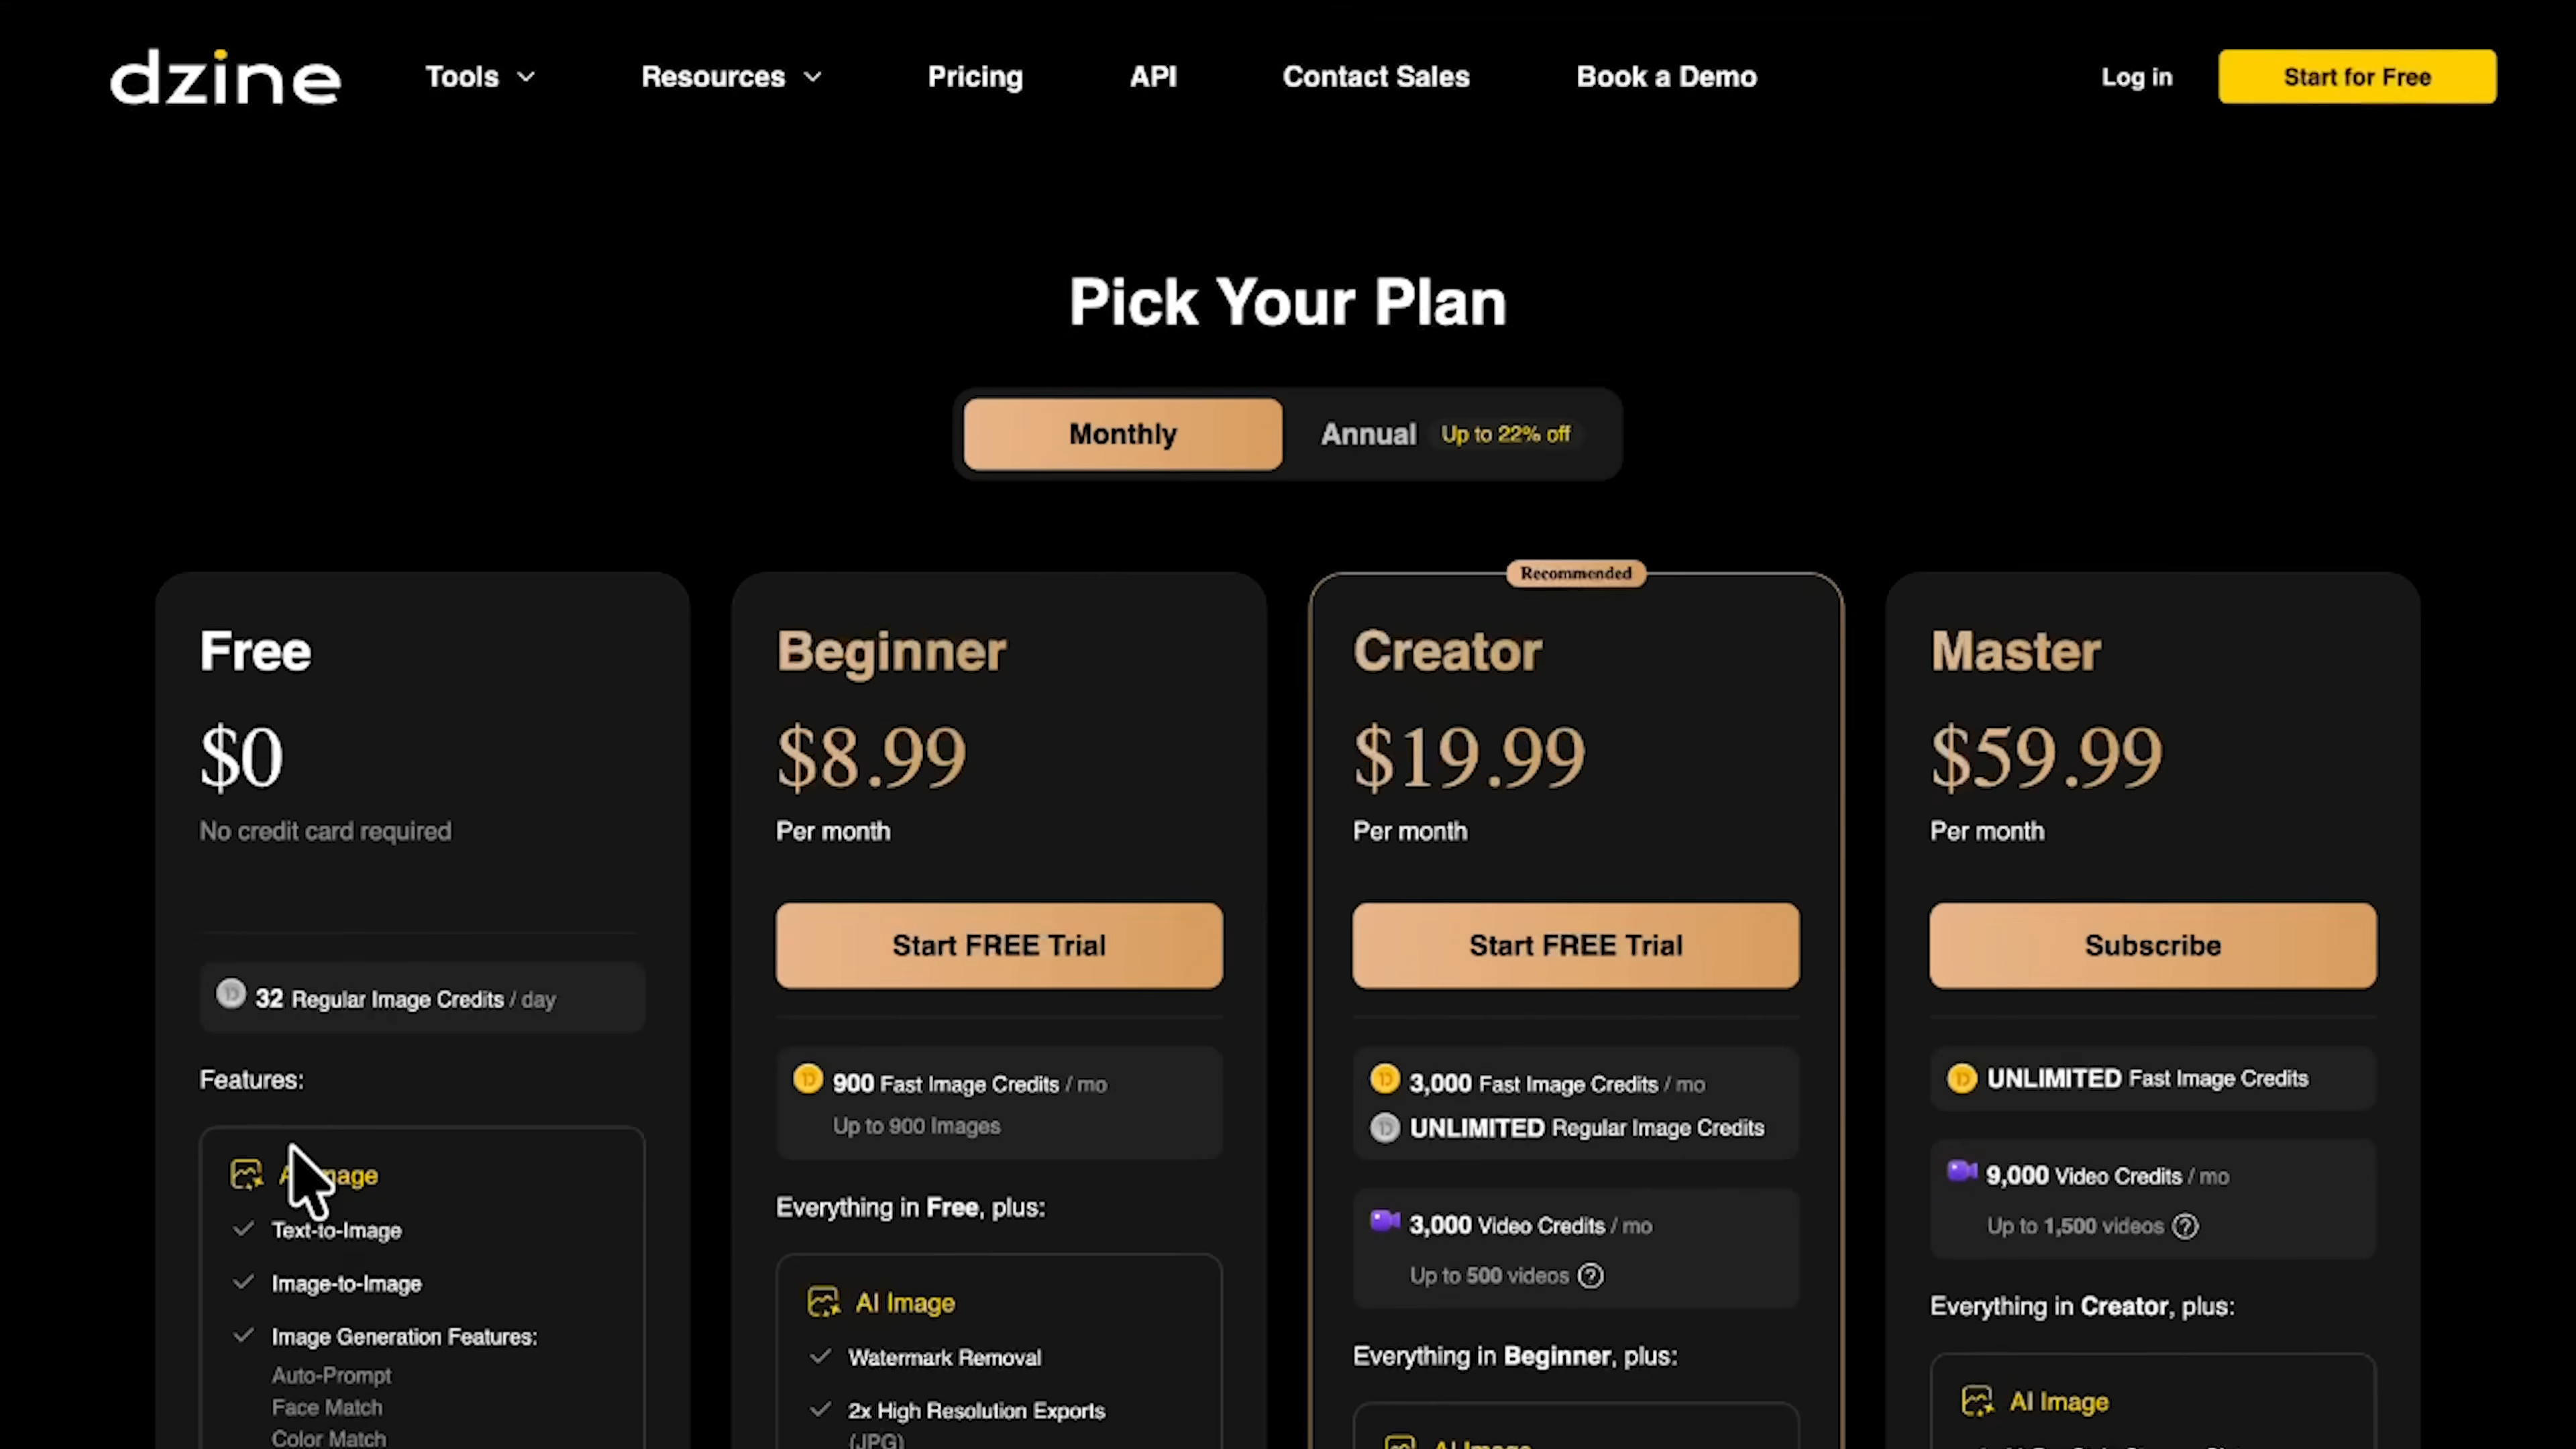 dzine
Tools
Resources
Pricing
API
Contact Sales
Book a Demo
Log in
Start for Free
Pick Your Plan
Monthly
Annual Up to 22% off
Free
$0
No credit card required
32 Regular Image Credits / day
Features:
Text-to-Image
Image-to-Image
Image Generation Features:
Auto-Prompt
Face Match
Color Match
Beginner
$8.99
Per month
Start FREE Trial
900 Fast Image Credits / mo
Up to 900 Images
Everything in Free, plus:
AI Image
Watermark Removal
2x High Resolution Exports
(JPG)
Recommended
Creator
$19.99
Per month
Start FREE Trial
3,000 Fast Image Credits / mo
UNLIMITED Regular Image Credits
3,000 Video Credits / mo
Up to 500 videos
Everything in Beginner, plus:
AI Image
Master
$59.99
Per month
Subscribe
UNLIMITED Fast Image Credits
9,000 Video Credits / mo
Up to 1,500 videos
Everything in Creator, plus:
AI Image